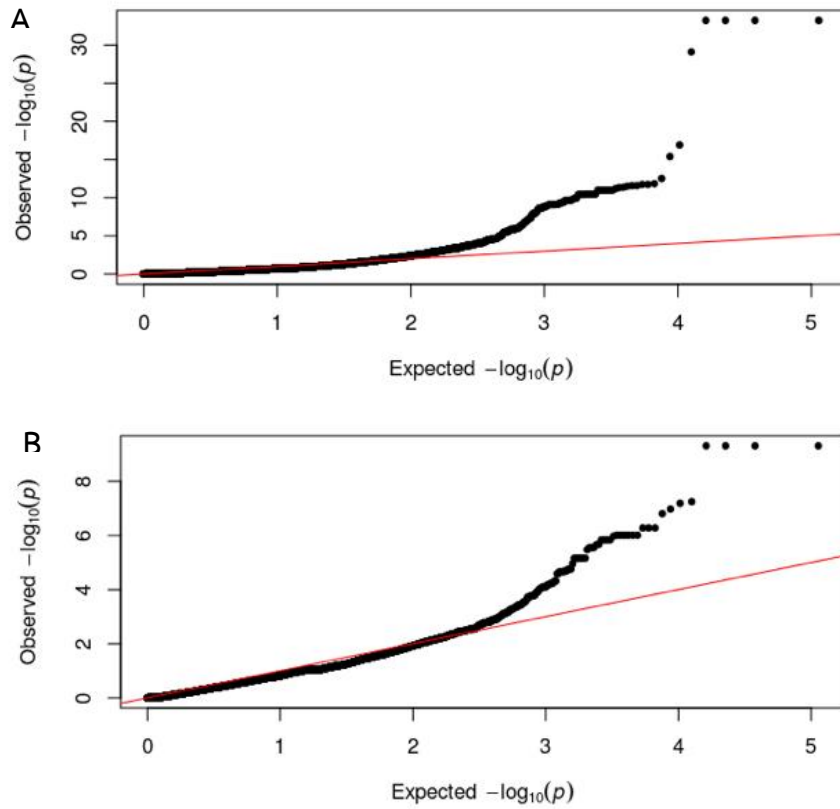 A
Observed −log₁₀(p)
30
20
10
5
0
0 1 2 3 4 5
Expected −log₁₀(p)
B
Observed −log₁₀(p)
8
6
4
2
0
0 1 2 3 4 5
Expected −log₁₀(p)